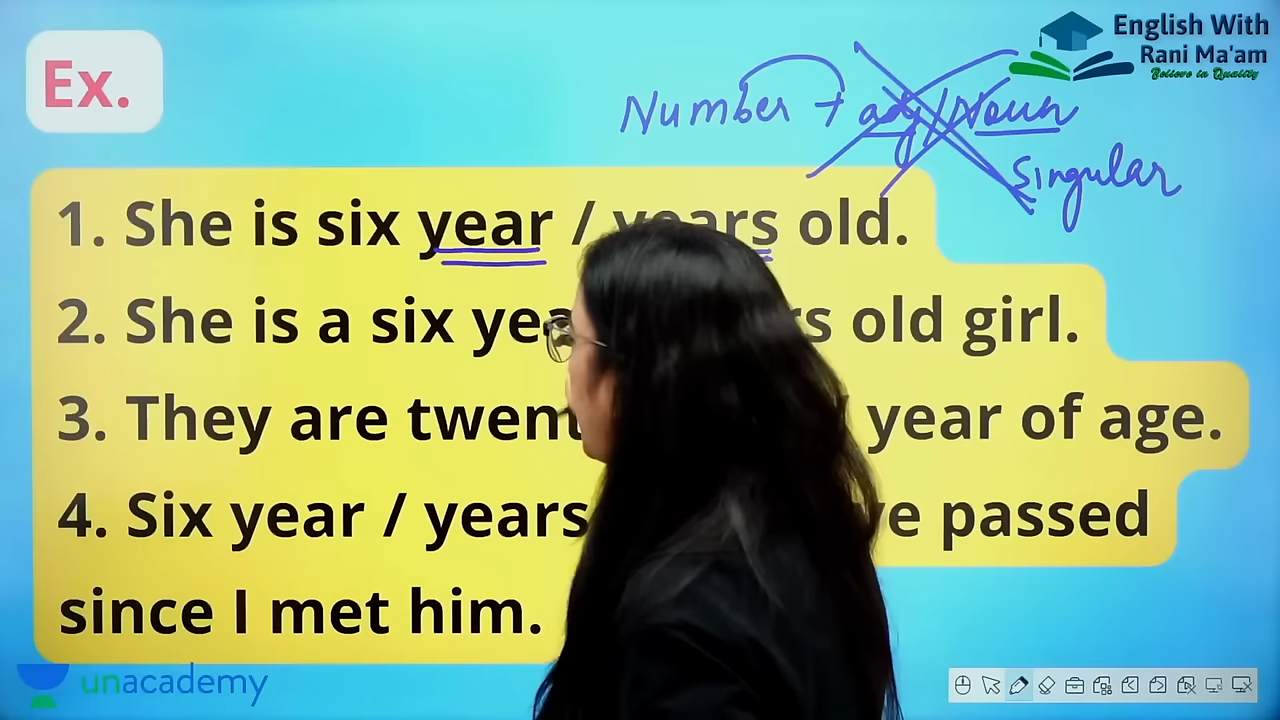 English With
Rani Ma'am
Believe in Quality
Ex.
Number + adj/Noun
Singular
1. She is six year / years old.
2. She is a six old girl.
3. They are year of age.
4. Six year / years passed
since I met him.
unacademy